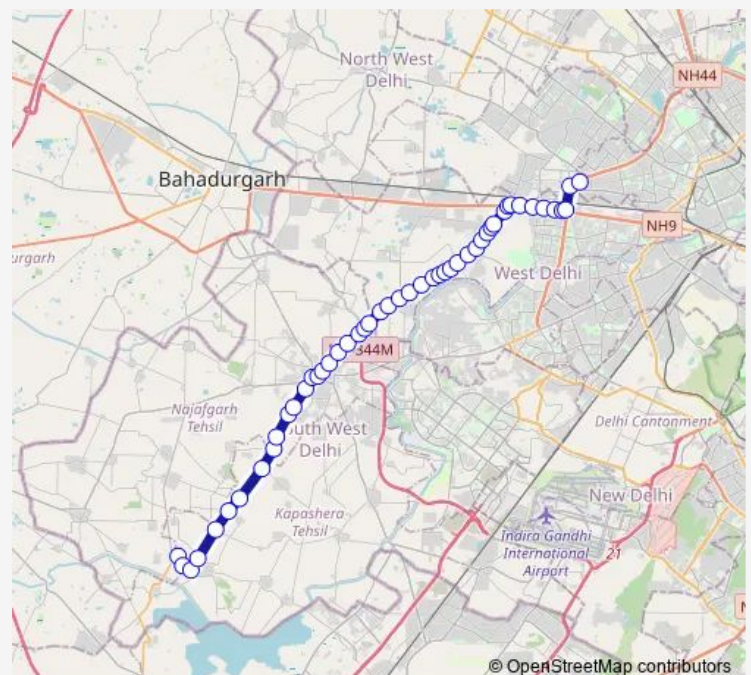 North West
Delhi
NH44
Bahadurgarh
NH9
urgarh
West Delhi
344M
Najafgarh
Tehsil
uth West
Delhi
Delhi Cantonment
New Delhi
Kapashera
Tehsil
Indira Gandhi
International
Airport
21
N
© OpenStreetMap contributors